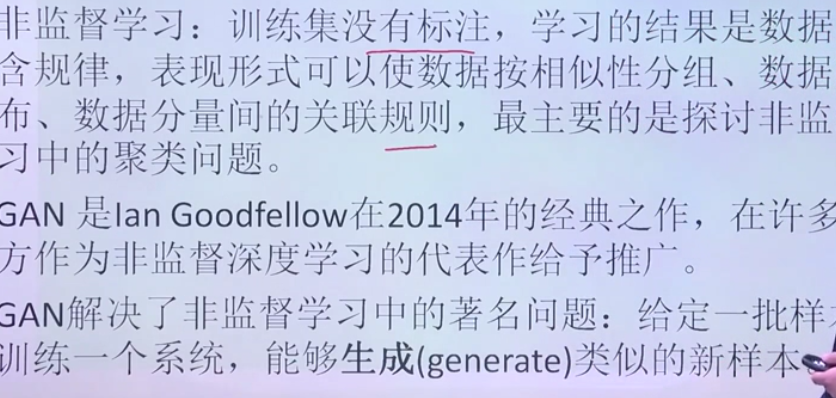 非监督学习：训练集没有标注，学习的结果是数据
含规律，表现形式可以使数据按相似性分组、数据
布、数据分量间的关联规则，最主要的是探讨非监
习中的聚类问题。
GAN 是Ian Goodfellow在2014年的经典之作，在许多
方作为非监督深度学习的代表作给予推广。
GAN解决了非监督学习中的著名问题：给定一批样
训练一个系统，能够生成(generate)类似的新样本